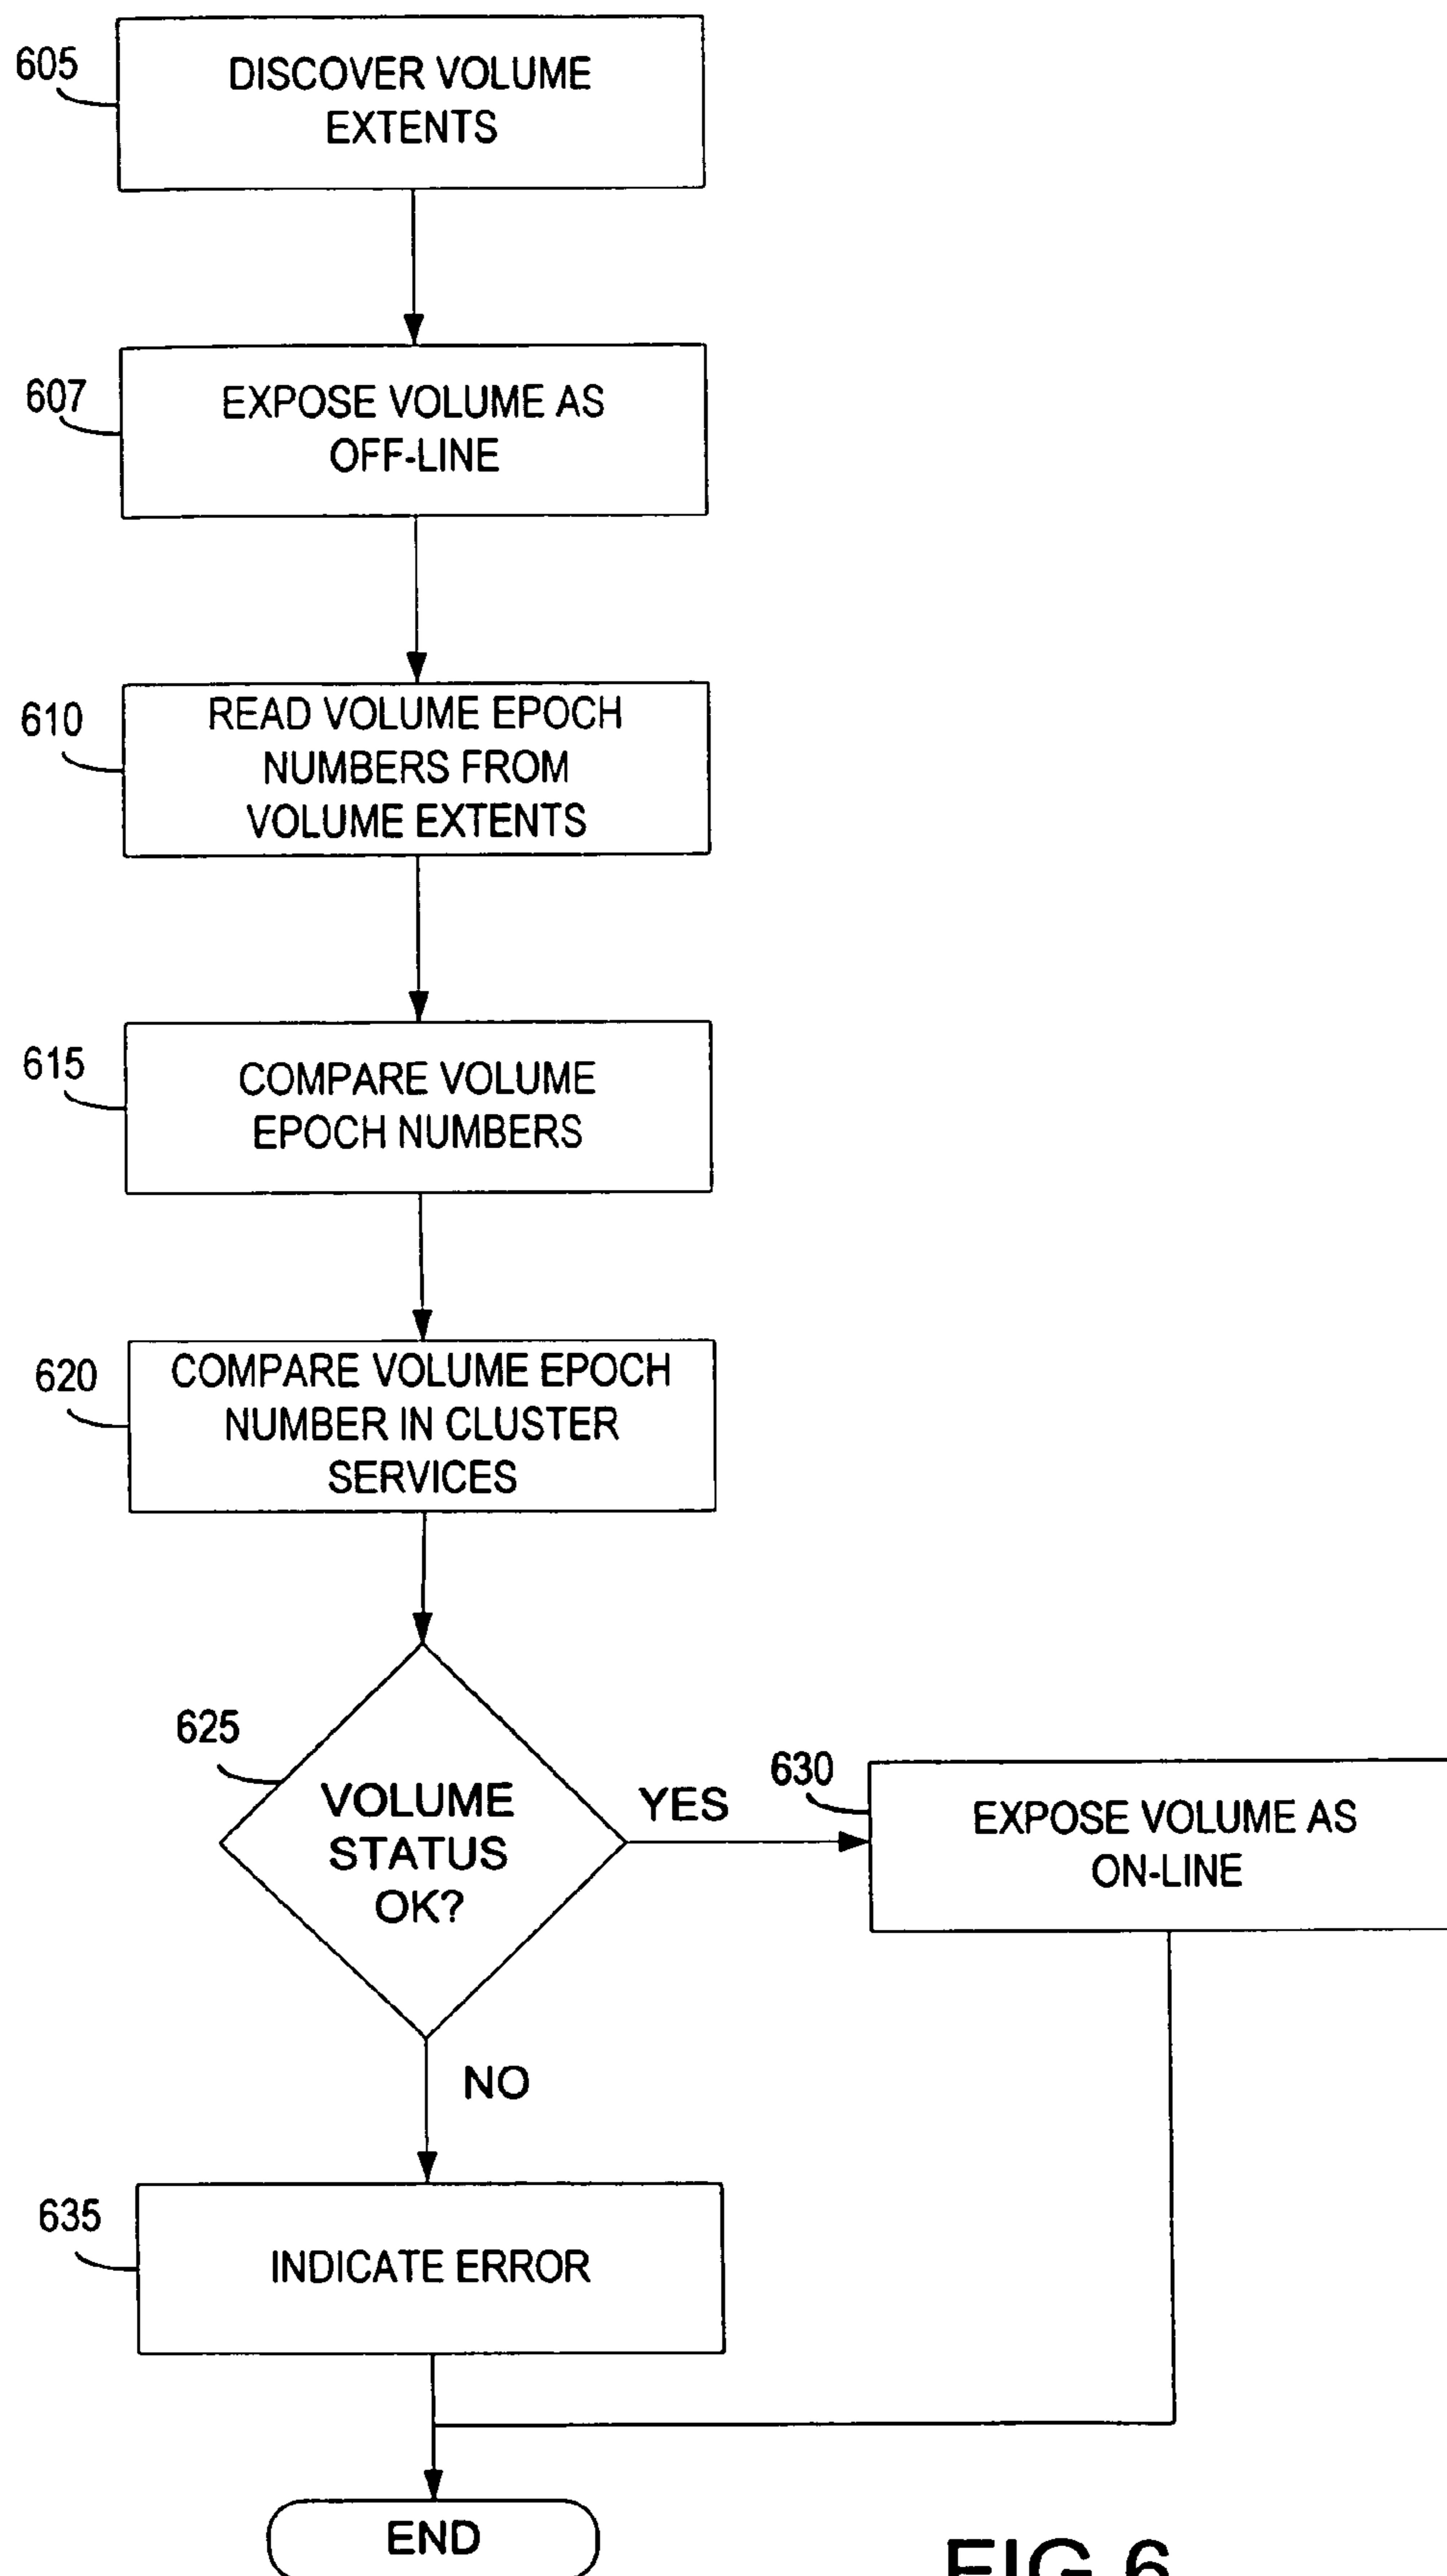 605
DISCOVER VOLUME
EXTENTS
607
EXPOSE VOLUME AS
OFF-LINE
610
READ VOLUME EPOCH
NUMBERS FROM
VOLUME EXTENTS
615
COMPARE VOLUME
EPOCH NUMBERS
620
COMPARE VOLUME EPOCH
NUMBER IN CLUSTER
SERVICES
625
VOLUME
STATUS
OK?
YES
630
EXPOSE VOLUME AS
ON-LINE
NO
635
INDICATE ERROR
END
FIG 6